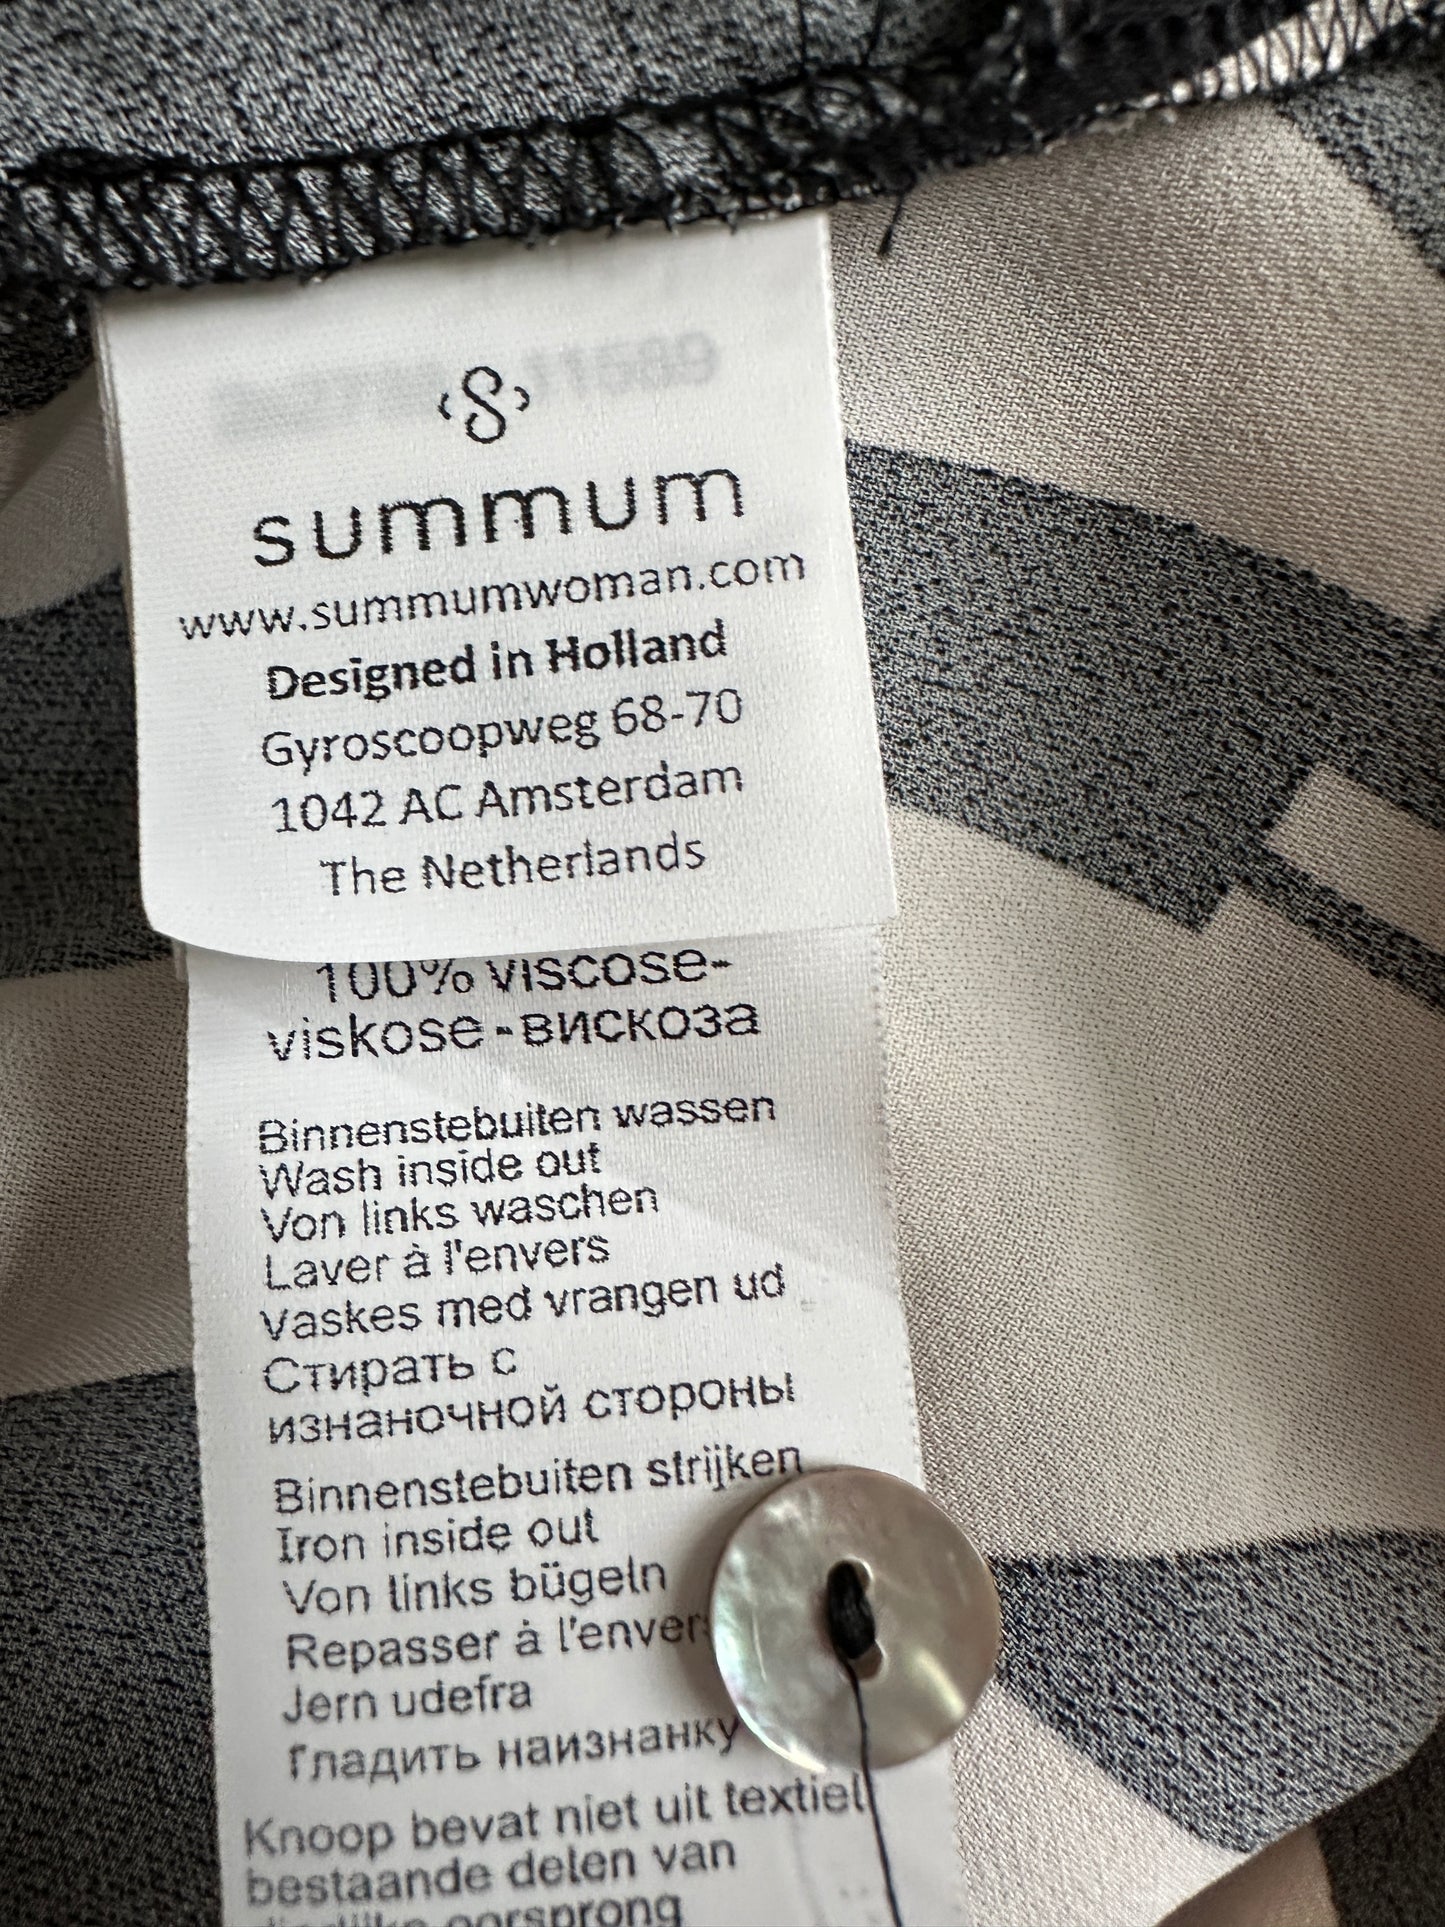 summum
www.summumwoman.com
Designed in Holland
Gyroscoopweg 68-70
1042 AC Amsterdam
The Netherlands
100% viscose-
viskose-вискоза
Binnenstebuiten wassen
Wash inside out
Von links waschen
Laver à l'envers
vaskes med vrangen ud
Стирать с
изнаночной стороны
Binnenstebuiten strijken
Iron inside out
Von links bügeln
Repasser à l'envers
Jern udefra
Гладить наизнанку
Knoop bevat niet uit textiel
bestaande delen van
oorsprong